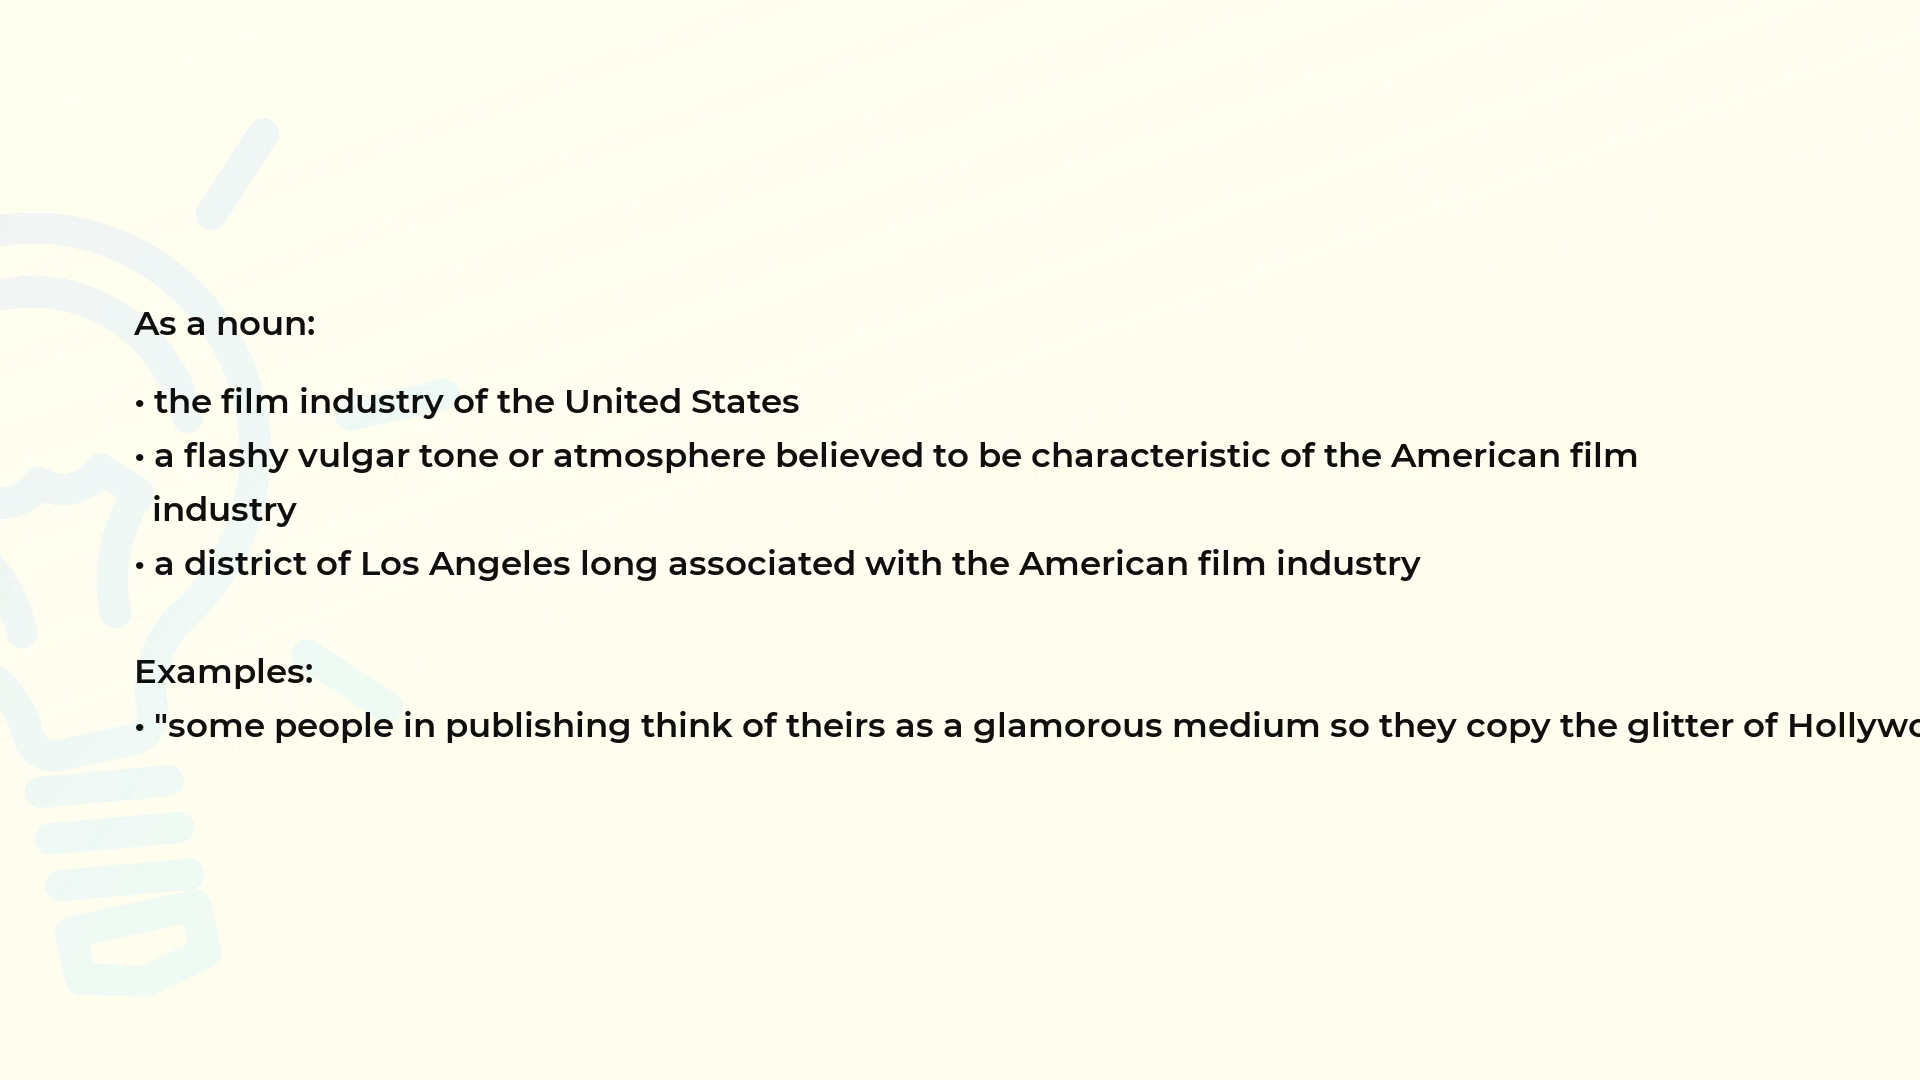 As a noun:
• the film industry of the United States
• a flashy vulgar tone or atmosphere believed to be characteristic of the American film
industry
• a district of Los Angeles long associated with the American film industry
Examples:
• "some people in publishing think of theirs as a glamorous medium so they copy the glitter of